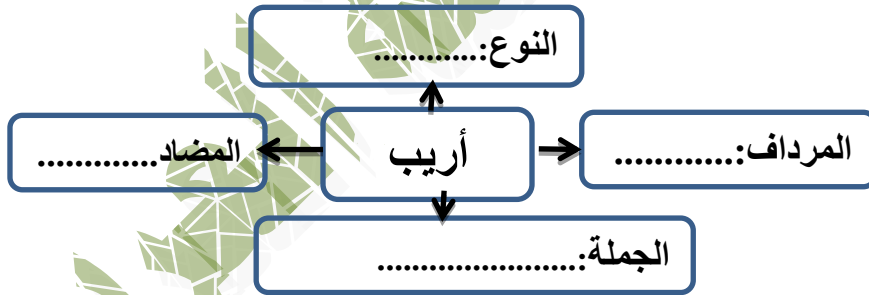 النوع:............
المرداف:............
أريب
المضاد.............
الجملة:......................